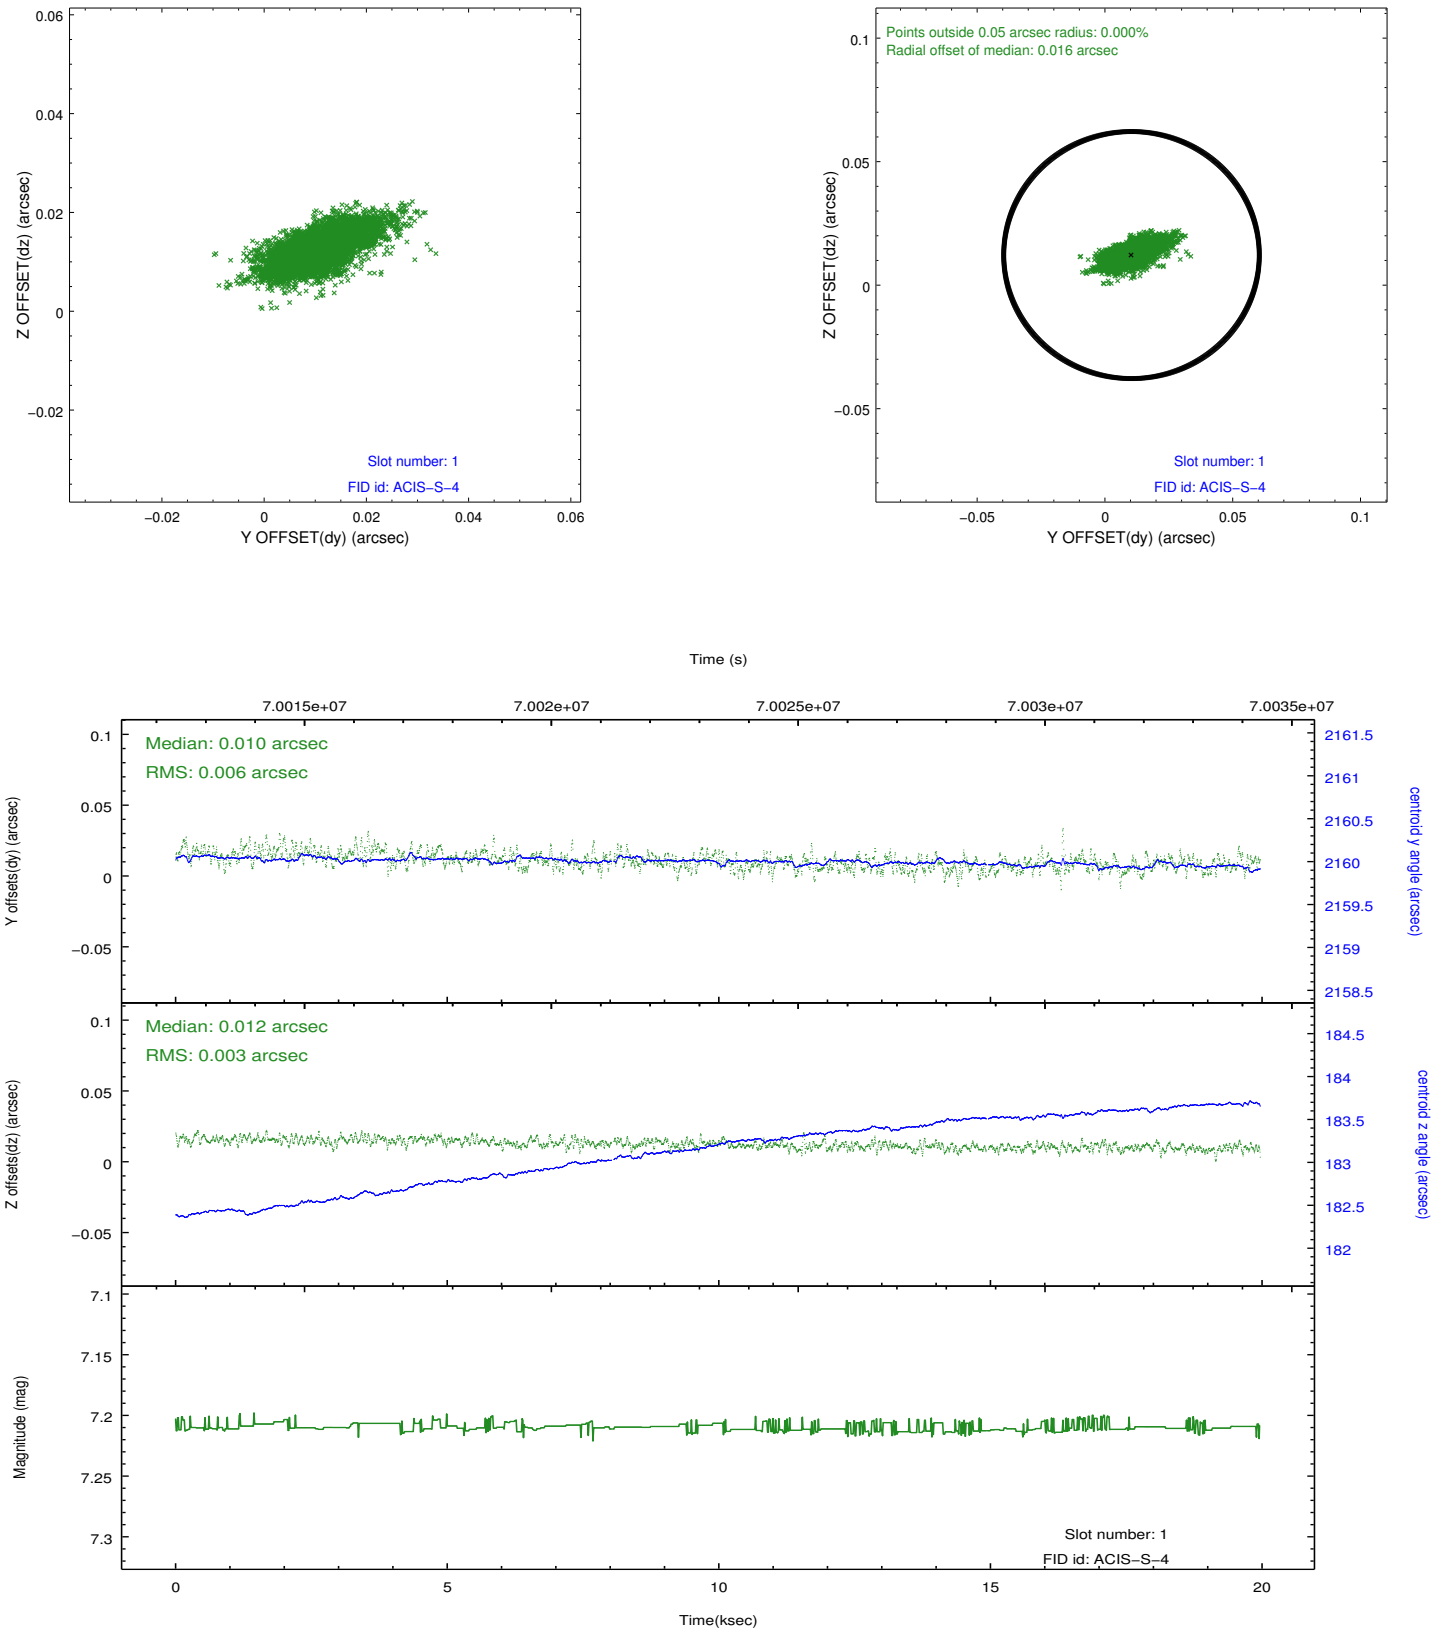 0.06
0.04
0.02
0
−0.02
Z OFFSET(dz) (arcsec)
Slot number: 1
FID id: ACIS−S−4
−0.02 0 0.02 0.04 0.06
Y OFFSET(dy) (arcsec)
Points outside 0.05 arcsec radius: 0.000%
Radial offset of median: 0.016 arcsec
0.1
0.05
0
−0.05
Z OFFSET(dz) (arcsec)
Slot number: 1
FID id: ACIS−S−4
−0.05 0 0.05 0.1
Y OFFSET(dy) (arcsec)
Time (s)
7.0015e+07 7.002e+07 7.0025e+07 7.003e+07 7.0035e+07
Median: 0.010 arcsec
RMS: 0.006 arcsec
0.1
0.05
0
−0.05
Y offsets(dy) (arcsec)
2161.5
2161
2160.5
2160
2159.5
2159
2158.5
centroid y angle (arcsec)
Median: 0.012 arcsec
RMS: 0.003 arcsec
0.1
0.05
0
−0.05
Z offsets(dz) (arcsec)
184.5
184
183.5
183
182.5
182
centroid z angle (arcsec)
7.1
7.15
7.2
7.25
7.3
Magnitude (mag)
Slot number: 1
FID id: ACIS−S−4
0 5 10 15 20
Time(ksec)